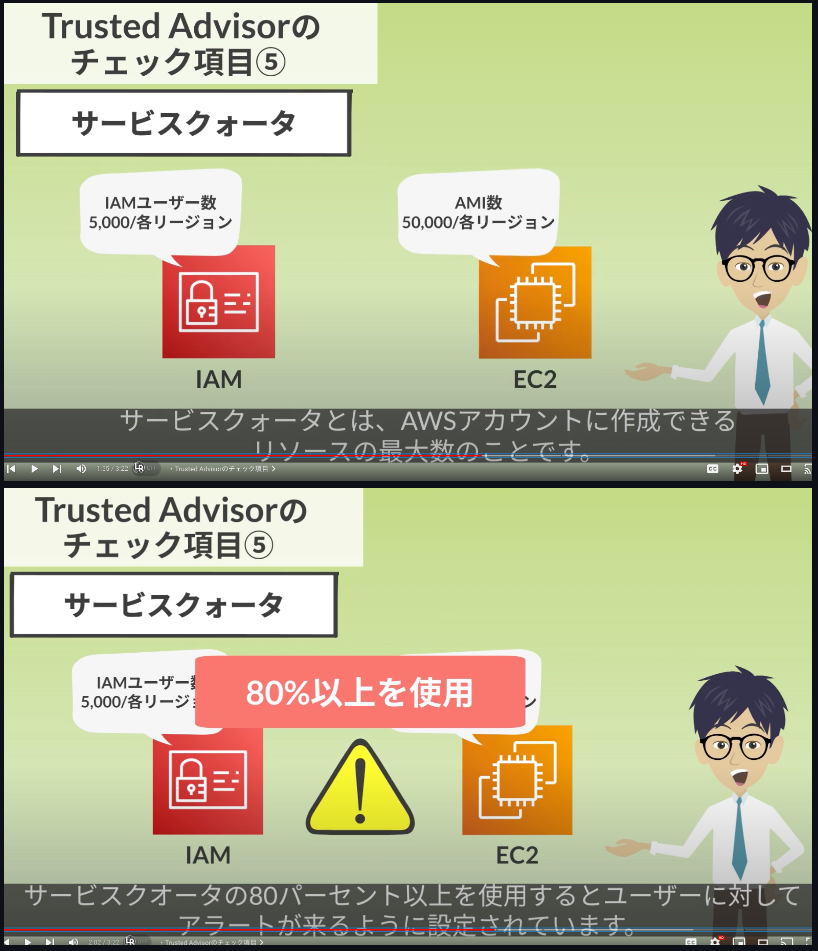 Trusted Advisorの
チェック項目⑤
サービスクォータ
IAMユーザー数
5,000/各リージョン
AMI数
50,000/各リージョン
IAM
EC2
サービスクォータとは、AWSアカウントに作成できる
リソースの最大数のことです。
・Trusted Advisorのチェック項目
Trusted Advisorの
チェック項目⑤
サービスクォータ
IAMユーザー数
5,000/各リージョ
80%以上を使用
ン
IAM
EC2
サービスクオータの80パーセント以上を使用するとユーザーに対して
アラートが来るように設定されています。
2:02 / 3:22
・Trusted Advisorのチェック項目